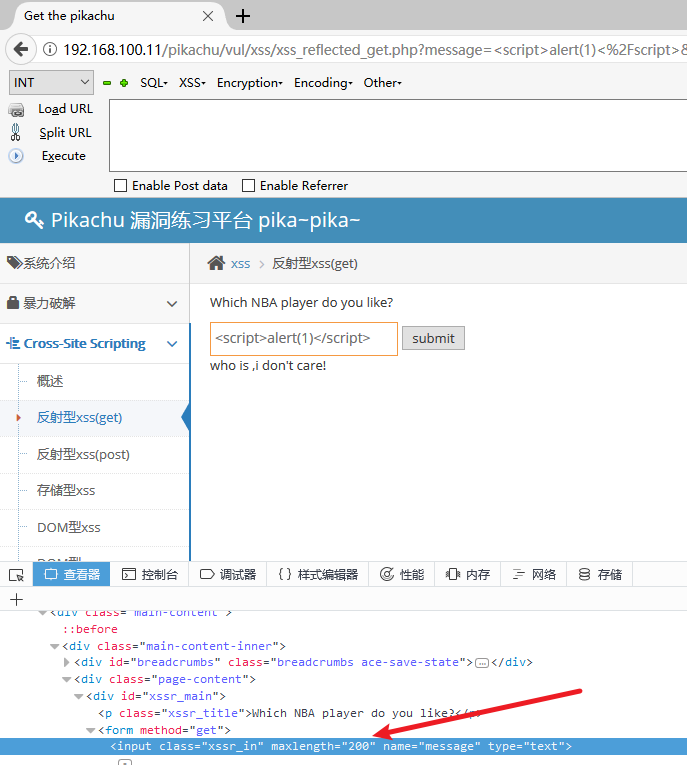 Get the pikachu
192.168.100.11/pikachu/vul/xss/xss_reflected_get.php?message=<script>alert(1)<%2Fscript>&
INT SQL XSS Encryption Encoding Other
Load URL
Split URL
Execute
Enable Post data Enable Referrer
Pikachu 漏洞练习平台 pika~pika~
系统介绍
xss > 反射型xss(get)
暴力破解
Which NBA player do you like?
<script>alert(1)</script> submit
Cross-Site Scripting
who is ,i don't care!
概述
反射型xss(get)
反射型xss(post)
存储型xss
DOM型xss
查看器 控制台 调试器 {} 样式编辑器 性能 内存 网络 存储
<div class="main-content">
::before
<div class="main-content-inner">
<div id="breadcrumbs" class="breadcrumbs ace-save-state">…</div>
<div class="page-content">
<div id="xssr_main">
<p class="xssr_title">Which NBA player do you like?</p>
<form method="get">
<input class="xssr_in" maxlength="200" name="message" type="text">